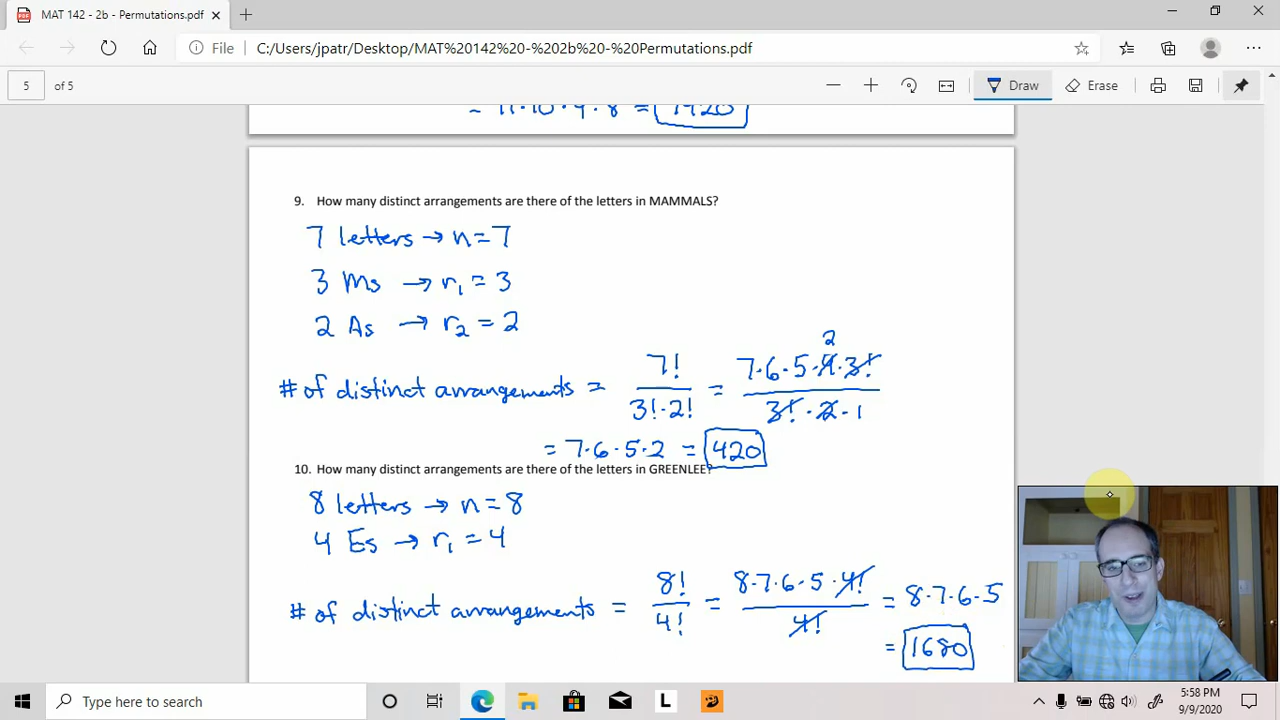 MAT 142 - 2b - Permutations.pdf
File C:/Users/jpatr/Desktop/MAT%20142%20-%202b%20-%20Permutations.pdf
5 of 5 Draw Erase
= 11·10·9·8 =
9. How many distinct arrangements are there of the letters in MAMMALS?
7 letters → n=7
3 Ms → r₁ = 3
2 As → r₂ = 2
2
# of distinct arrangements = 7! / 3!·2! = 7·6·5·4·3! / 3!·2·1
= 7·6·5·2 = 420
10. How many distinct arrangements are there of the letters in GREENLEE?
8 letters → n = 8
4 Es → r₁ = 4
# of distinct arrangements = 8! / 4! = 8·7·6·5·4! / 4! = 8·7·6·5
= 1680
Type here to search
L
5:58 PM
9/9/2020